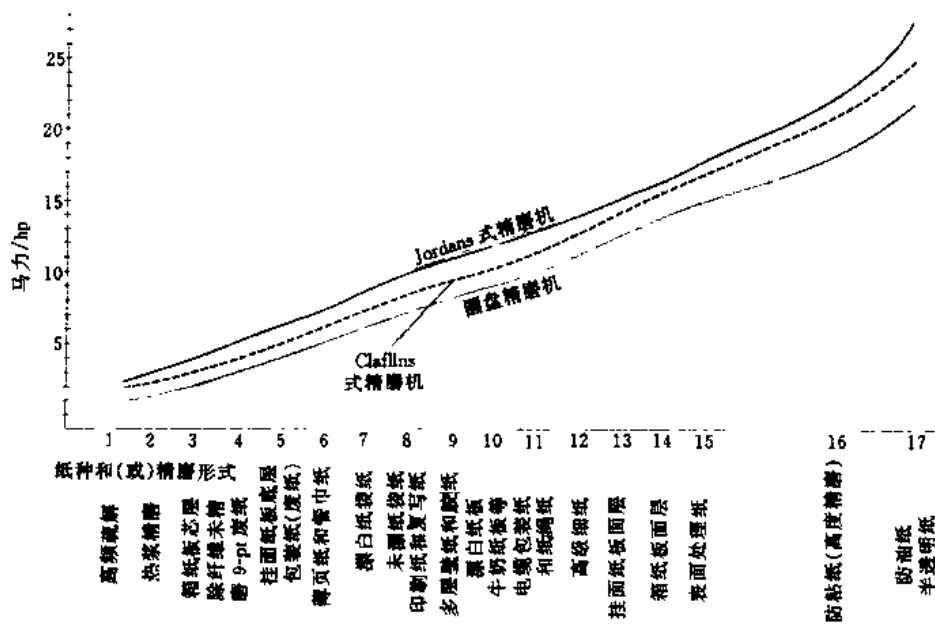 25
20
15
10
5
马力/hp
Jordans 式精磨机
圆盘精磨机
Claflins
式精磨机
1 2 3 4 5 6 7 8 9 10 11 12 13 14 15 16 17
纸种和(或)精磨形式
高频疏解
热浆精磨
箱纸板芯层
除纤维未精
磨 9-pt 废纸
挂面纸板底层
包装纸(废纸)
薄页纸和餐巾纸
漂白纸袋纸
未漂纸袋纸
印刷纸和复写纸
多层壁纸和胶纸
漂白纸板
牛奶纸板等
电缆包装纸
和纸绳纸
高级细纸
挂面纸板面层
箱纸板面层
表面处理纸
防粘纸(高度精磨)
防油纸
半透明纸